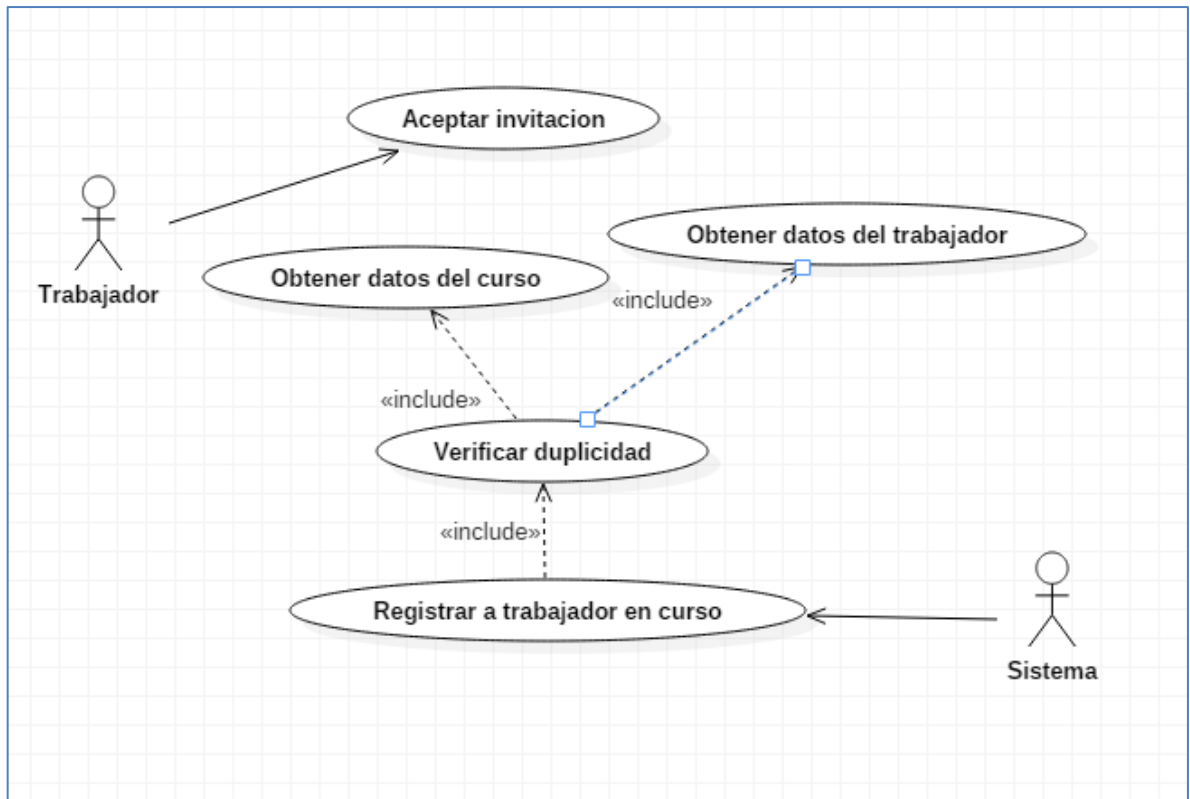 Aceptar invitacion
Trabajador
Obtener datos del trabajador
Obtener datos del curso
«include»
«include»
Verificar duplicidad
«include»
Registrar a trabajador en curso
Sistema